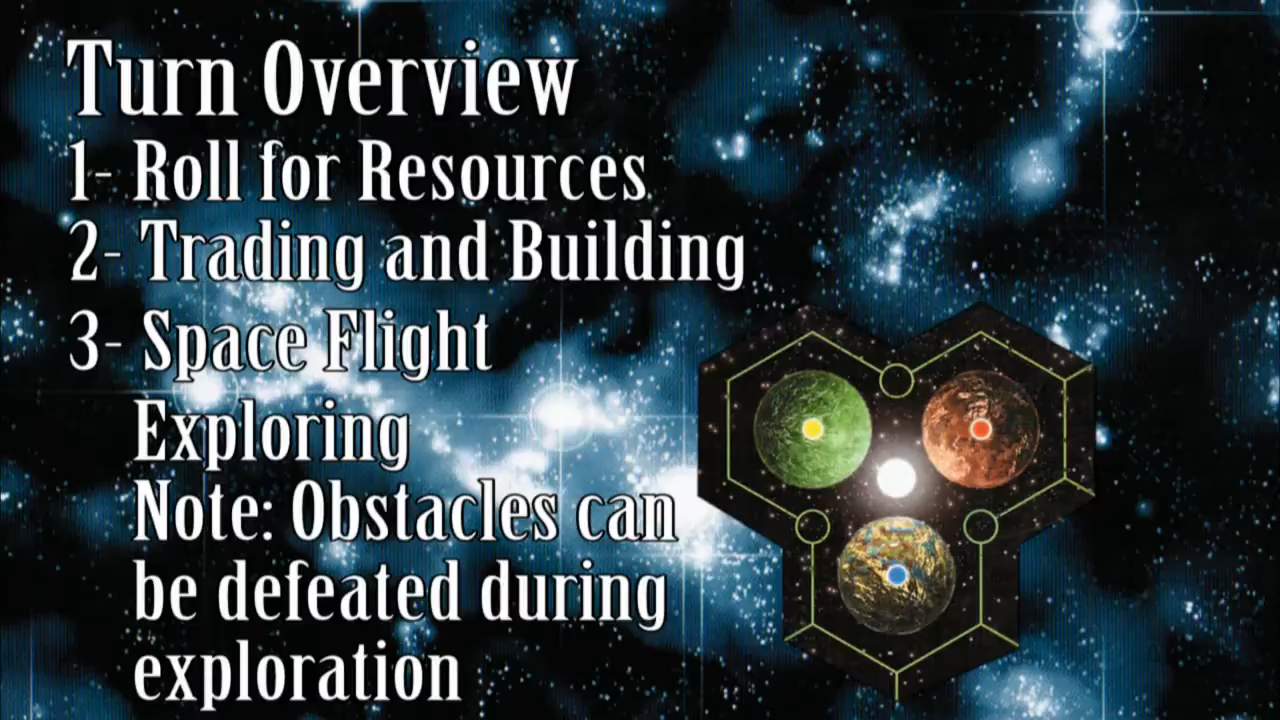 Turn Overview
1- Roll for Resources
2- Trading and Building
3- Space Flight
Exploring
Note: Obstacles can
be defeated during
exploration